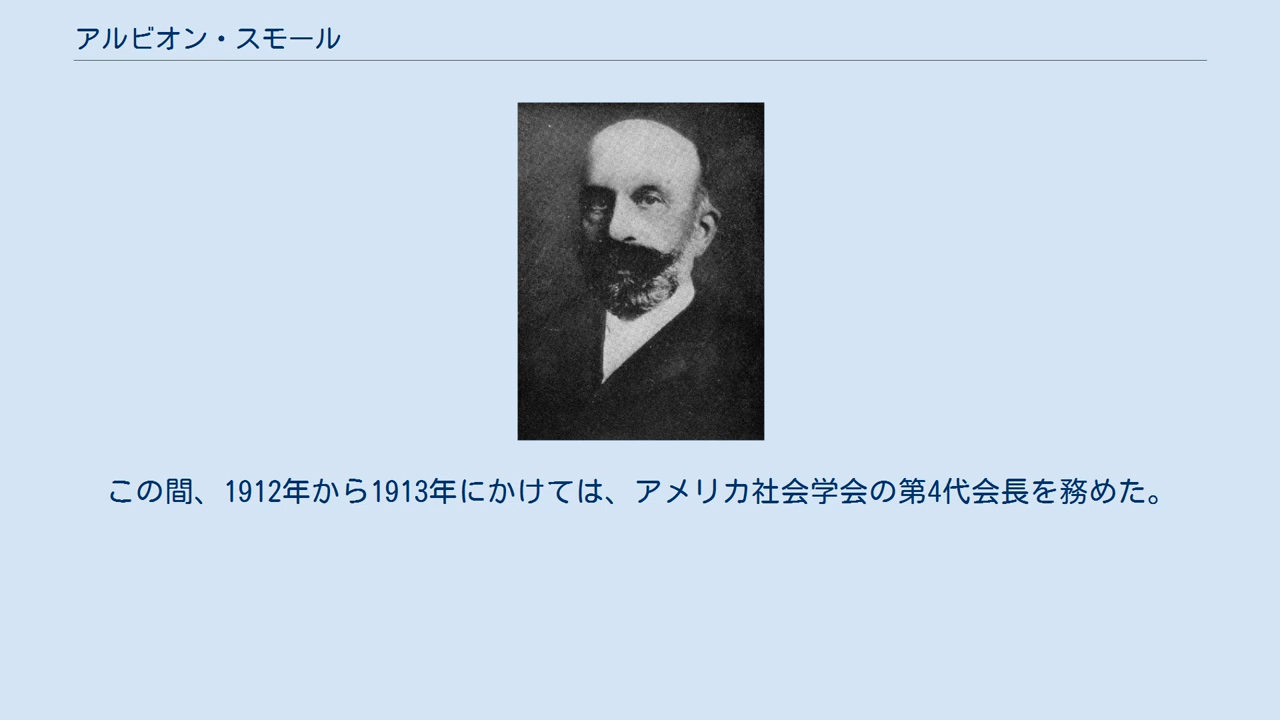 アルビオン・スモール
この間、1912年から1913年にかけては、アメリカ社会学会の第4代会長を務めた。